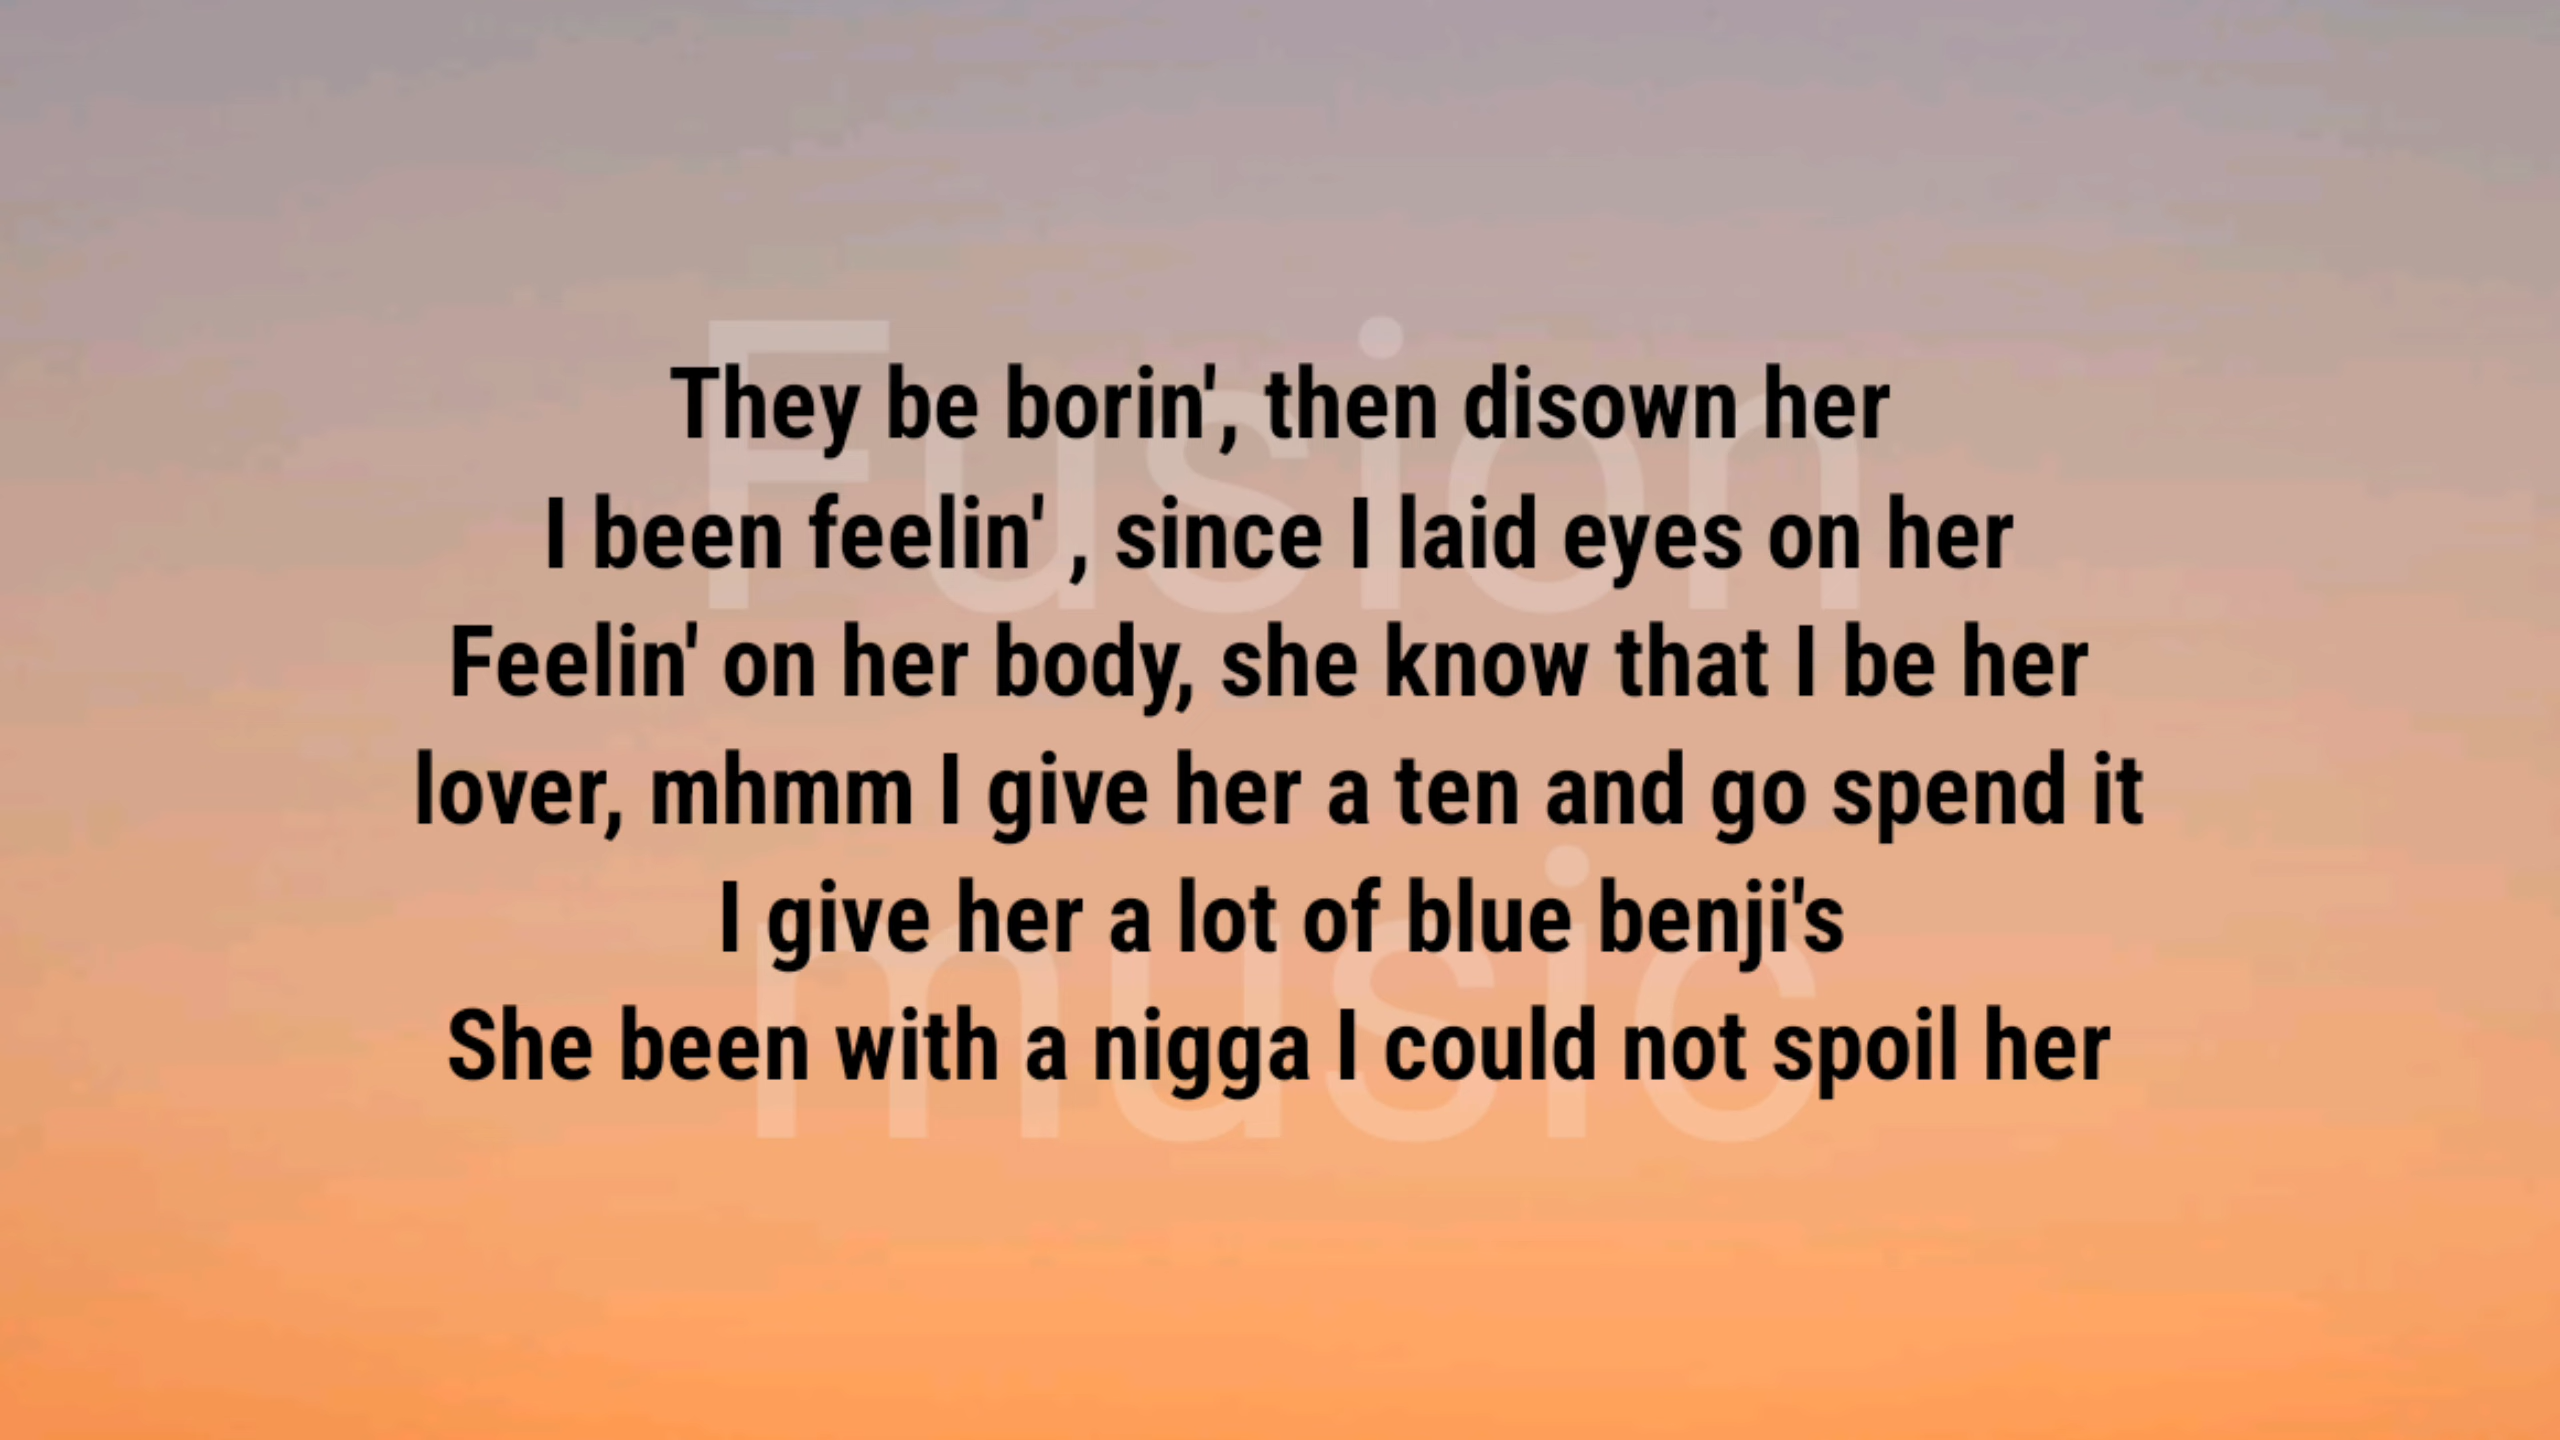 They be borin', then disown her
I been feelin' , since I laid eyes on her
Feelin' on her body, she know that I be her
lover, mhmm I give her a ten and go spend it
I give her a lot of blue benji's
She been with a nigga I could not spoil her
Fusion
music